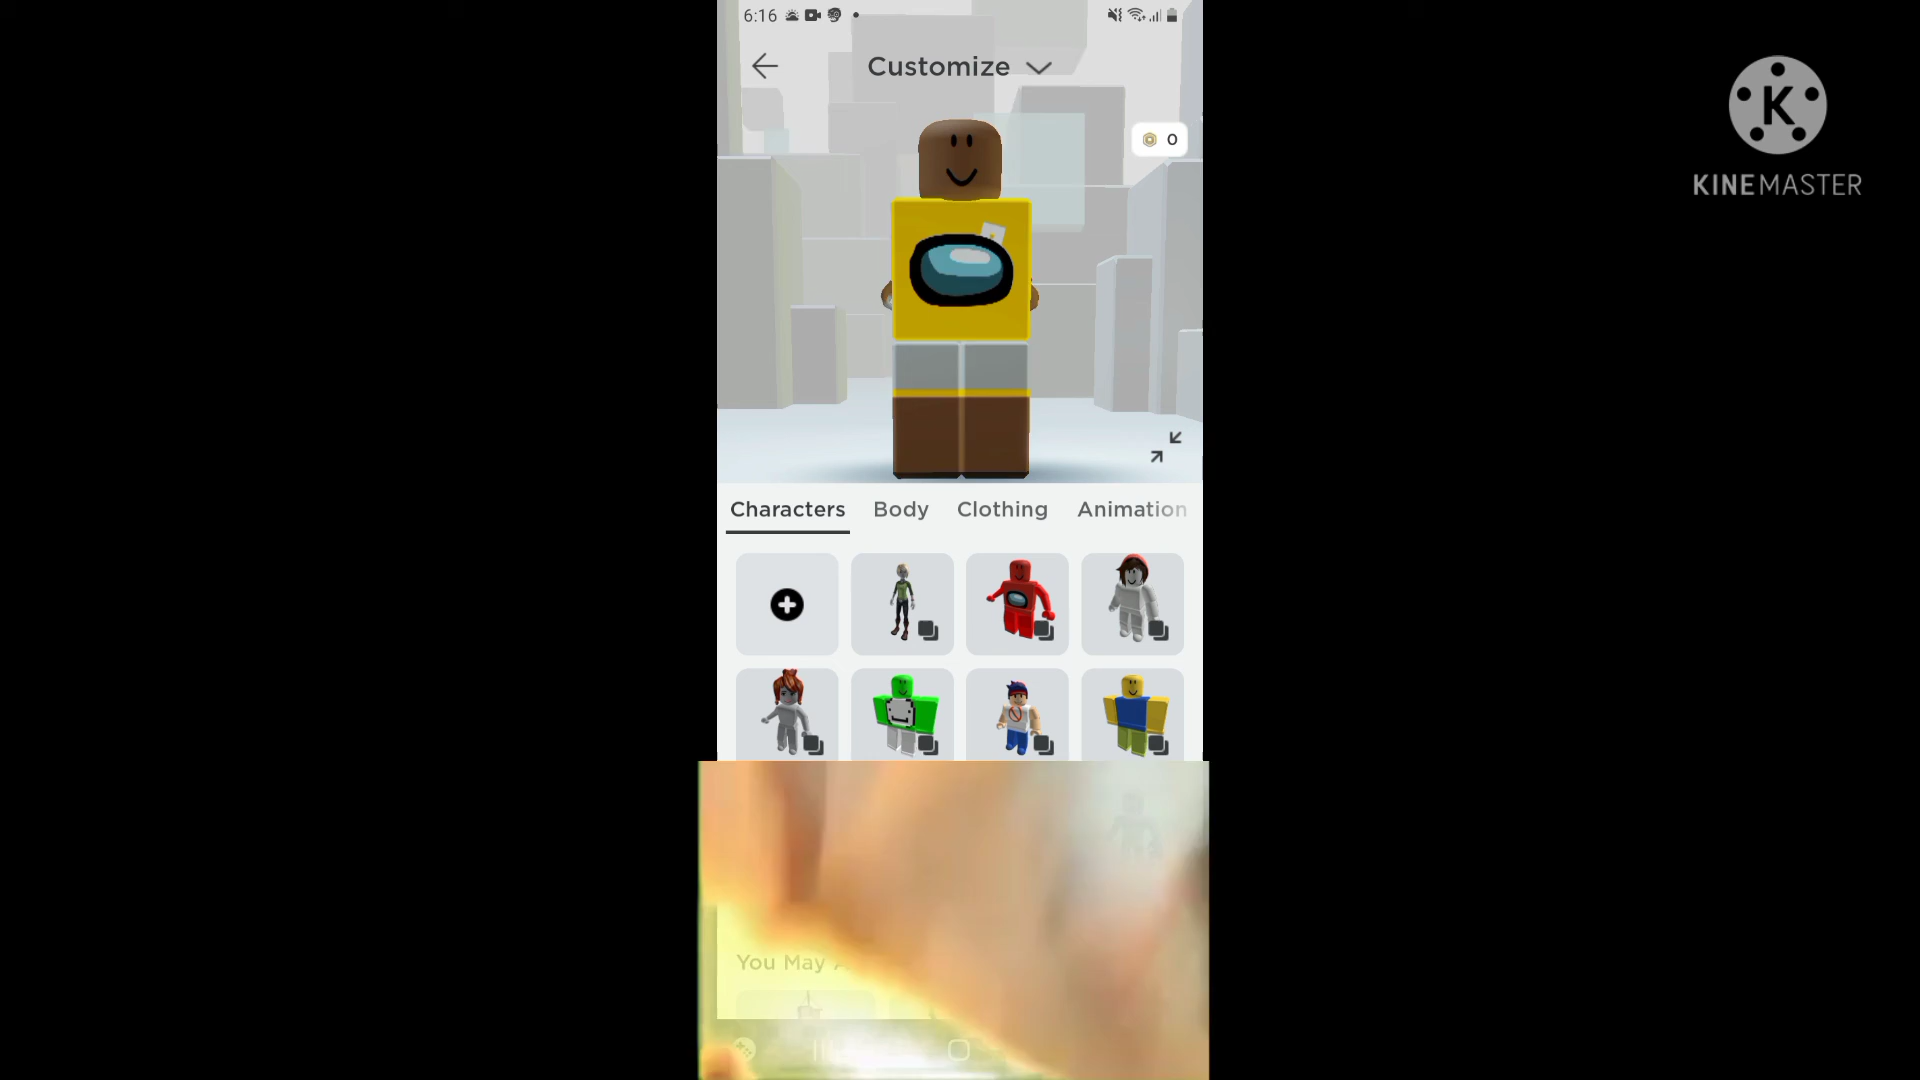 6:16
Customize
0
K
KINEMASTER
Characters Body Clothing Animation
You May